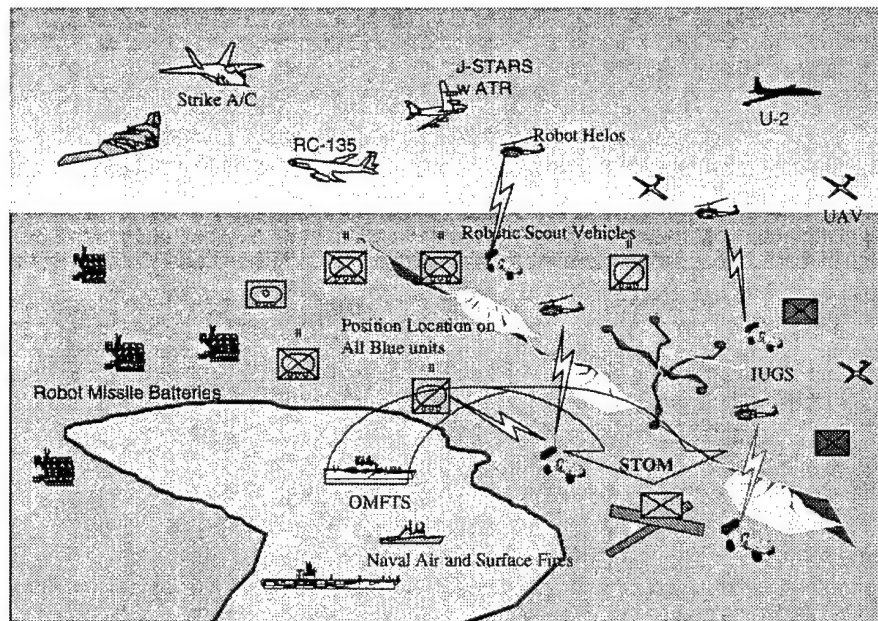 J-STARS
w ATR
Strike A/C
U-2
RC-135
Robot Helos
UAV
Robotic Scout Vehicles
Position Location on
All Blue units
IUGS
Robot Missile Batteries
STOM
OMFTS
Naval Air and Surface Fires